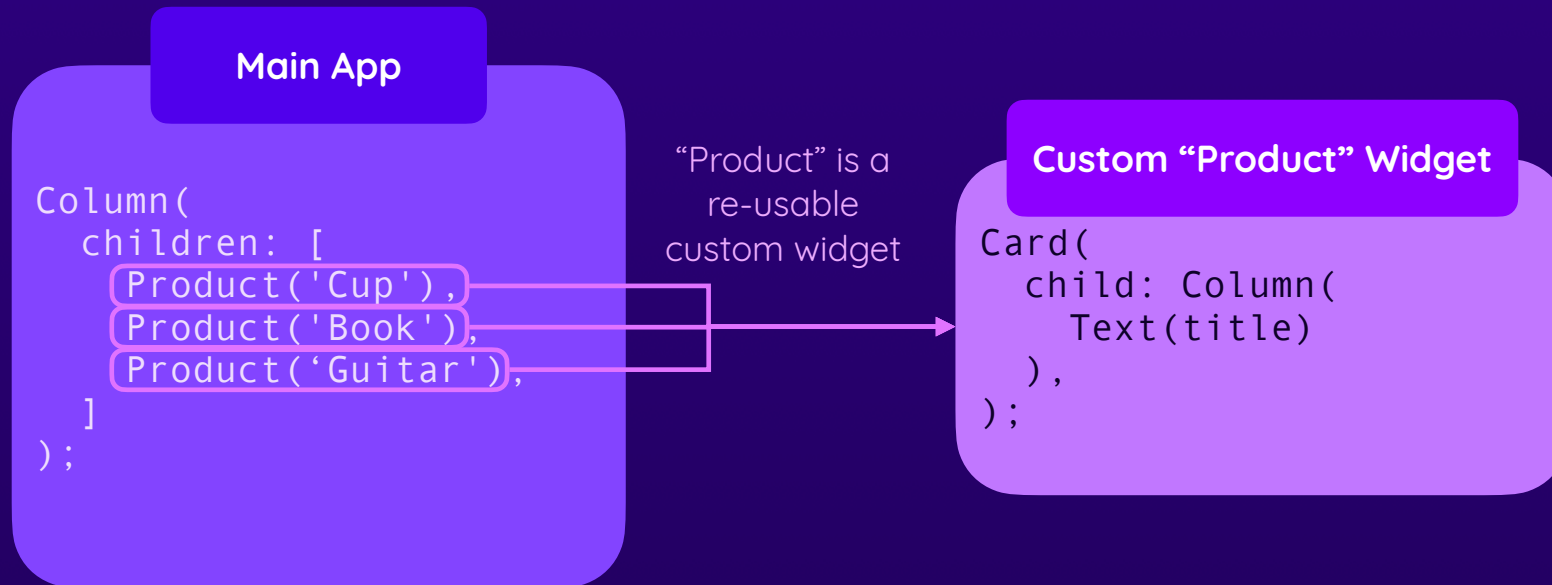 Main App
Column(
  children: [
    Product('Cup'),
    Product('Book'),
    Product(‘Guitar'),
  ]
);
“Product” is a
re-usable
custom widget
Custom “Product” Widget
Card(
  child: Column(
    Text(title)
  ),
);